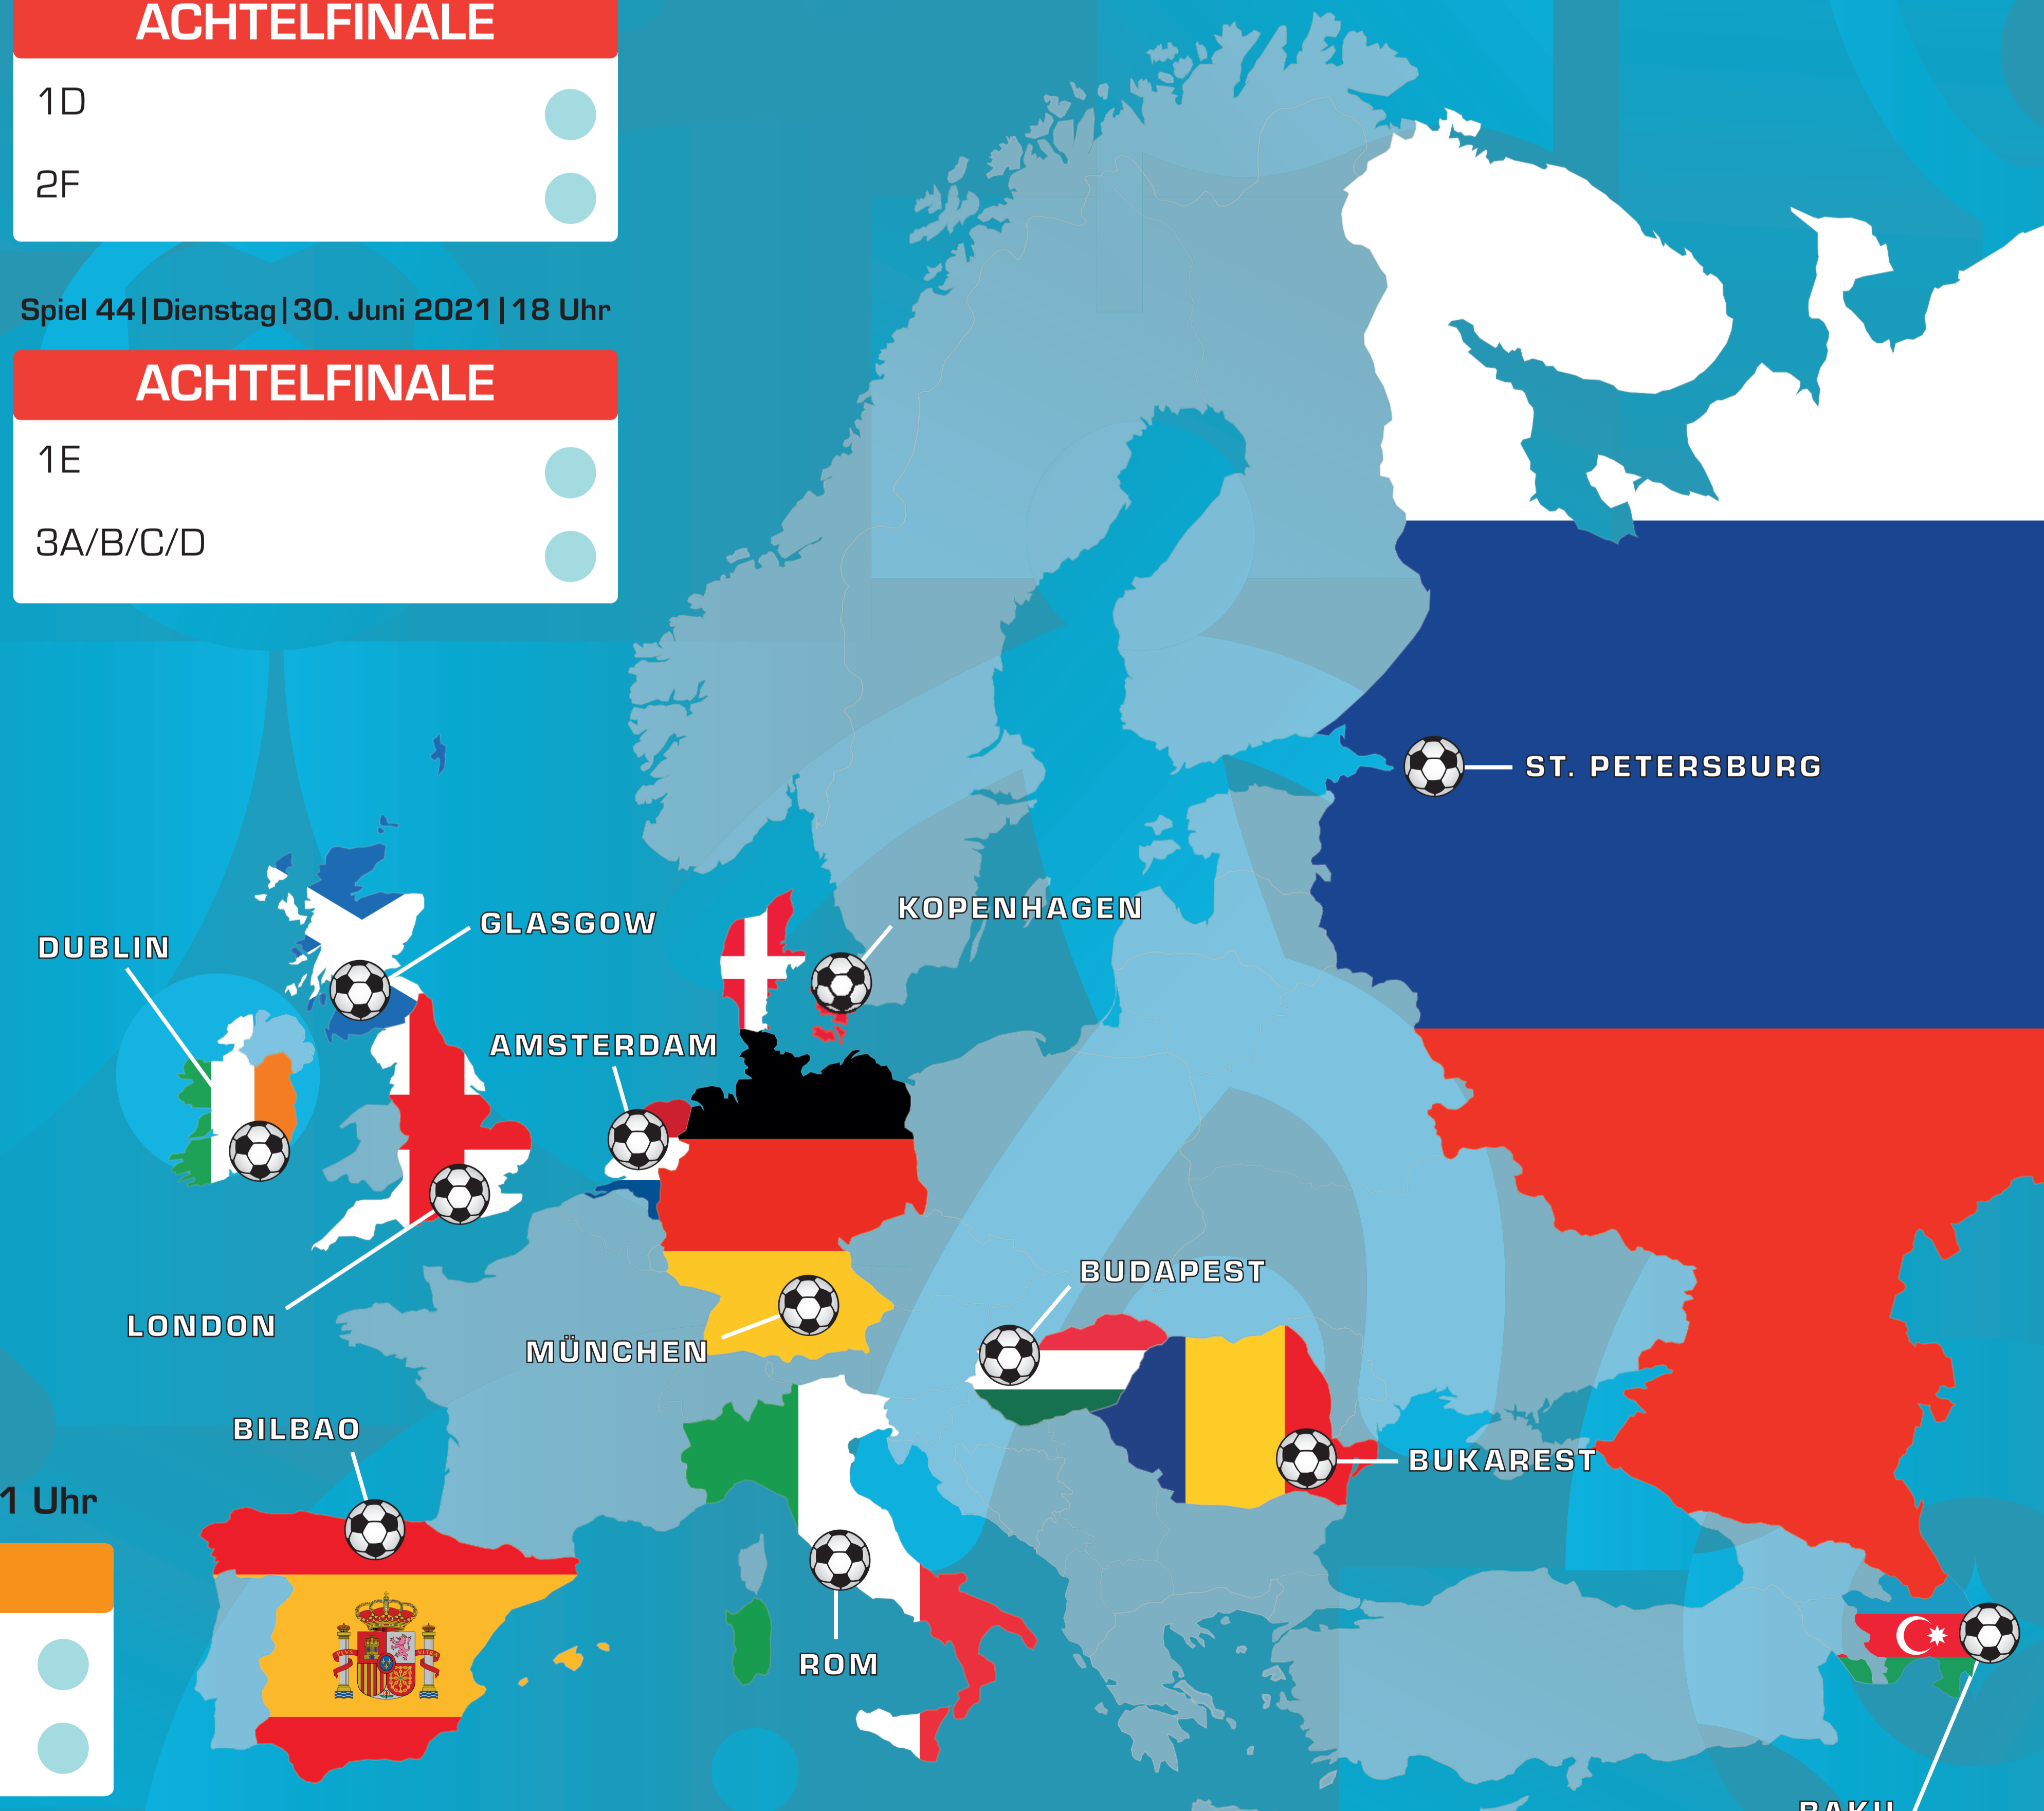 ACHTELFINALE
1D
2F
Spiel 44|Dienstag|30. Juni 2021|18 Uhr
ACHTELFINALE
1E
3A/B/C/D
ST. PETERSBURG
KOPENHAGEN
GLASGOW
DUBLIN
AMSTERDAM
BUDAPEST
LONDON
MÜNCHEN
BILBAO
BUKAREST
1 Uhr
ROM
BAKU